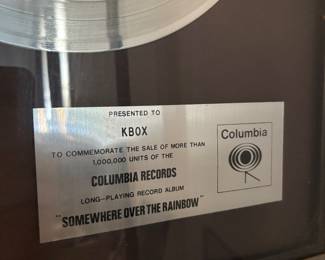 PRESENTED TO
KBOX
TO COMMEMORATE THE SALE OF MORE THAN
1,000,000 UNITS OF THE
COLUMBIA RECORDS
LONG-PLAYING RECORD ALBUM
"SOMEWHERE OVER THE RAINBOW"
Columbia